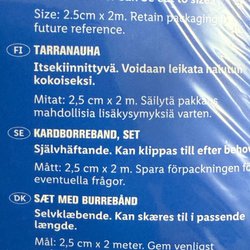 Size: 2.5cm x 2m. Retain packaging
future reference.
FI TARRANAUHA
Itsekiinnittyvä. Voidaan leikata halutun
kokoiseksi.
Mitat: 2,5 cm x 2 m. Säilytä pakkaus
mahdollisia lisäkysymyksiä varten.
SE KARDBORREBAND, SET
Självhäftande. Kan klippas till efter behov
Mått: 2,5 cm x 2 m. Spara förpackningen
eventuella frågor.
DK SÆT MED BURREBÅND
Selvklæbende. Kan skæres til i passende
længde.
Mål: 2,5 cm x 2 meter. Gem venligst